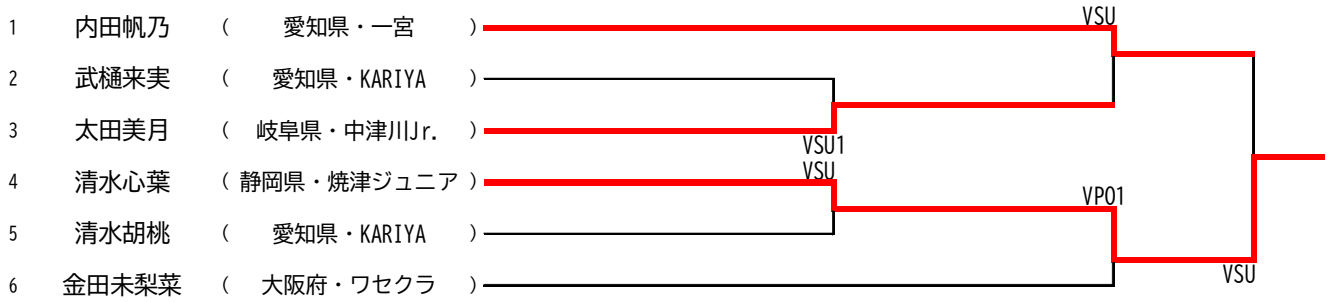 VSU
1 内田帆乃 ( 愛知県・一宮 )
2 武樋来実 ( 愛知県・KARIYA )
3 太田美月 ( 岐阜県・中津川Jr. )
VSU1
4 清水心葉 ( 静岡県・焼津ジュニア )
VSU
VPO1
5 清水胡桃 ( 愛知県・KARIYA )
6 金田未梨菜 ( 大阪府・ワセクラ )
VSU